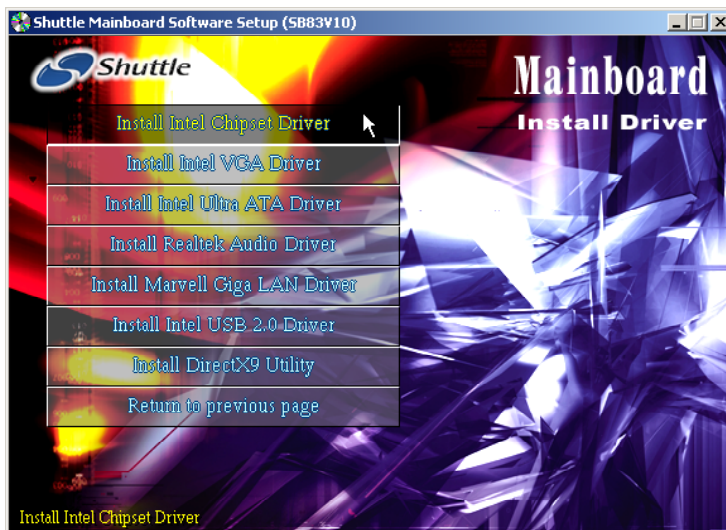 Shuttle Mainboard Software Setup (SB83V10)
Shuttle
Mainboard
Install Driver
Install Intel Chipset Driver
Install Intel VGA Driver
Install Intel Ultra ATA Driver
Install Realtek Audio Driver
Install Marvell Giga LAN Driver
Install Intel USB 2.0 Driver
Install DirectX9 Utility
Return to previous page
Install Intel Chipset Driver